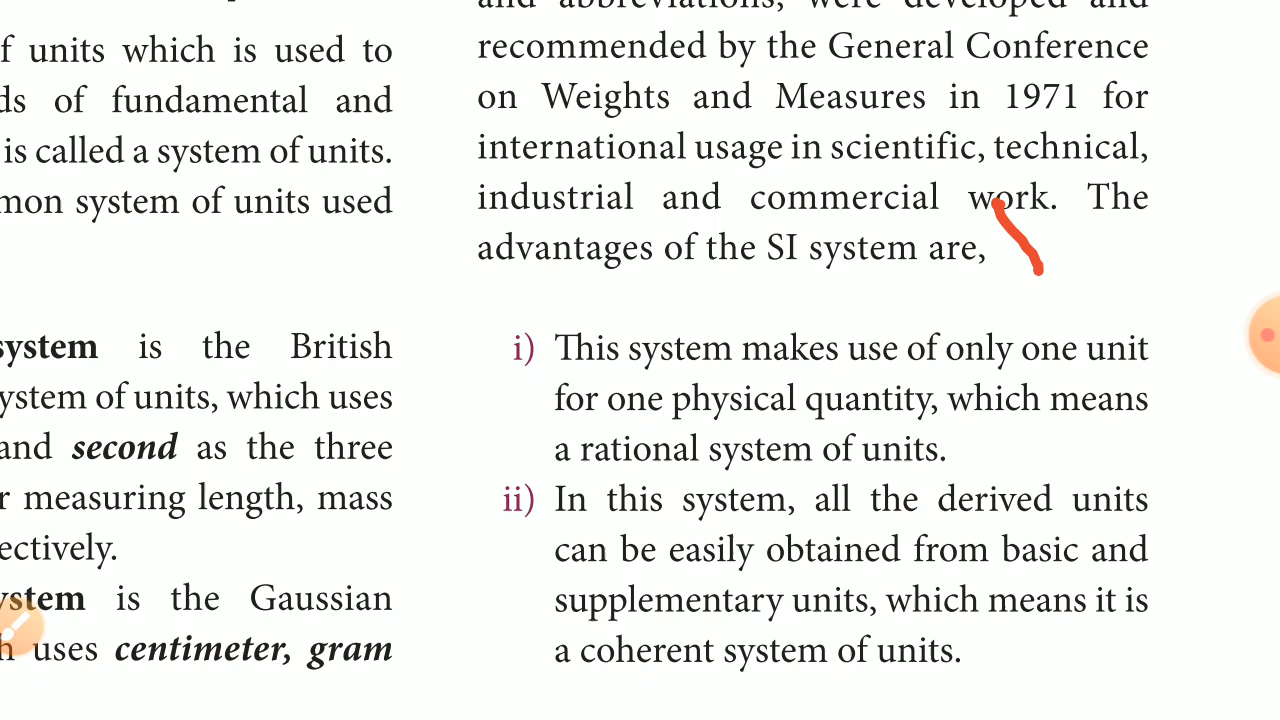 f units which is used to
ds of fundamental and
is called a system of units.
mon system of units used
system is the British
ystem of units, which uses
and second as the three
r measuring length, mass
ectively.
ystem is the Gaussian
h uses centimeter, gram
and abbreviations, were developed and
recommended by the General Conference
on Weights and Measures in 1971 for
international usage in scientific, technical,
industrial and commercial work. The
advantages of the SI system are,
i) This system makes use of only one unit
for one physical quantity, which means
a rational system of units.
ii) In this system, all the derived units
can be easily obtained from basic and
supplementary units, which means it is
a coherent system of units.